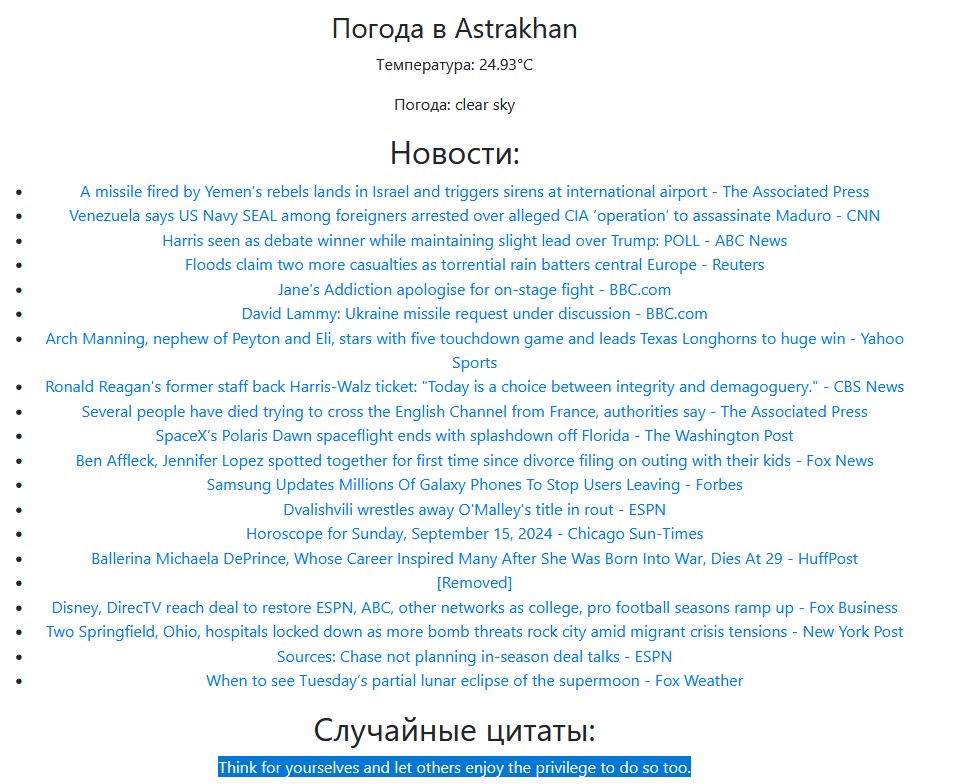 Погода в Astrakhan
Температура: 24.93°C
Погода: clear sky
Новости:
A missile fired by Yemen’s rebels lands in Israel and triggers sirens at international airport - The Associated Press
Venezuela says US Navy SEAL among foreigners arrested over alleged CIA ‘operation’ to assassinate Maduro - CNN
Harris seen as debate winner while maintaining slight lead over Trump: POLL - ABC News
Floods claim two more casualties as torrential rain batters central Europe - Reuters
Jane's Addiction apologise for on-stage fight - BBC.com
David Lammy: Ukraine missile request under discussion - BBC.com
Arch Manning, nephew of Peyton and Eli, stars with five touchdown game and leads Texas Longhorns to huge win - Yahoo
Sports
Ronald Reagan's former staff back Harris-Walz ticket: "Today is a choice between integrity and demagoguery." - CBS News
Several people have died trying to cross the English Channel from France, authorities say - The Associated Press
SpaceX’s Polaris Dawn spaceflight ends with splashdown off Florida - The Washington Post
Ben Affleck, Jennifer Lopez spotted together for first time since divorce filing on outing with their kids - Fox News
Samsung Updates Millions Of Galaxy Phones To Stop Users Leaving - Forbes
Dvalishvili wrestles away O'Malley's title in rout - ESPN
Horoscope for Sunday, September 15, 2024 - Chicago Sun-Times
Ballerina Michaela DePrince, Whose Career Inspired Many After She Was Born Into War, Dies At 29 - HuffPost
[Removed]
Disney, DirecTV reach deal to restore ESPN, ABC, other networks as college, pro football seasons ramp up - Fox Business
Two Springfield, Ohio, hospitals locked down as more bomb threats rock city amid migrant crisis tensions - New York Post
Sources: Chase not planning in-season deal talks - ESPN
When to see Tuesday’s partial lunar eclipse of the supermoon - Fox Weather
Случайные цитаты:
Think for yourselves and let others enjoy the privilege to do so too.